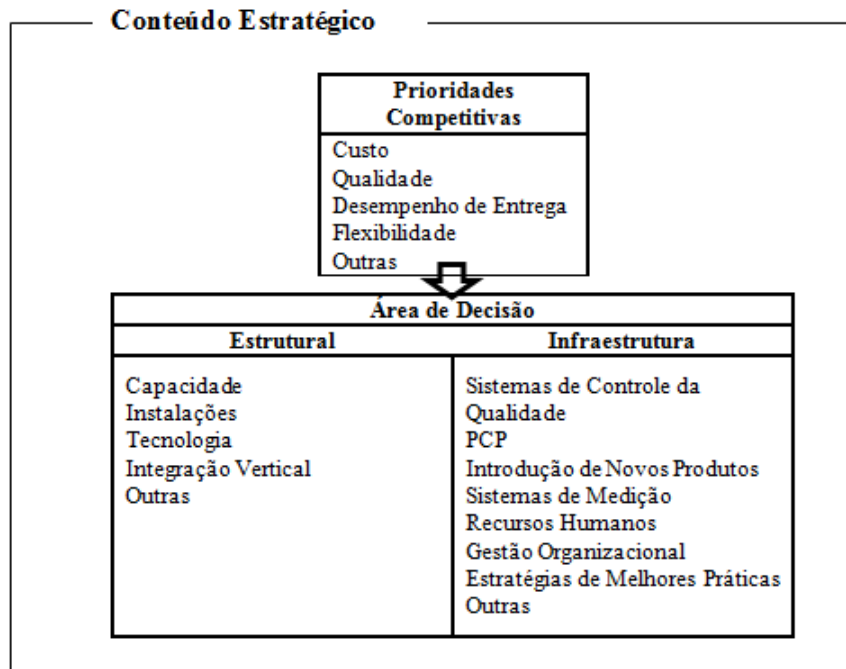 Conteúdo Estratégico
Prioridades
Competitivas
Custo
Qualidade
Desempenho de Entrega
Flexibilidade
Outras
Área de Decisão
Estrutural
Capacidade
Instalações
Tecnologia
Integração Vertical
Outras
Infraestrutura
Sistemas de Controle da
Qualidade
PCP
Introdução de Novos Produtos
Sistemas de Medição
Recursos Humanos
Gestão Organizacional
Estratégias de Melhores Práticas
Outras